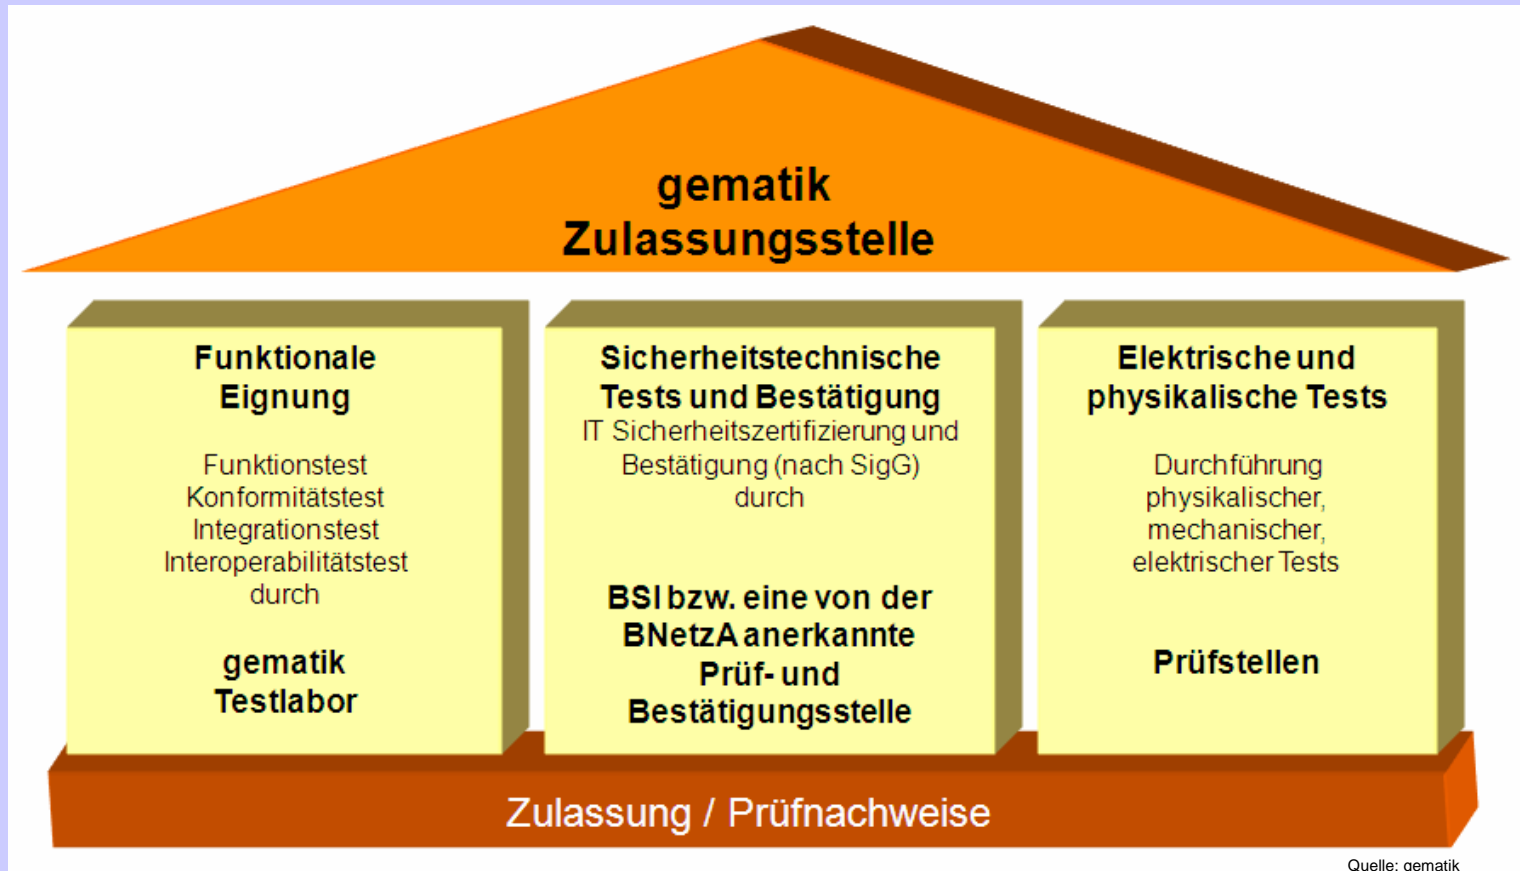 gematik
Zulassungsstelle
Funktionale
Eignung
Funktionstest
Konformitätstest
Integrationstest
Interoperabilitätstest
durch
gematik
Testlabor
Sicherheitstechnische
Tests und Bestätigung
IT Sicherheitszertifizierung und
Bestätigung (nach SigG)
durch
BSI bzw. eine von der
BNetzA anerkannte
Prüf- und
Bestätigungsstelle
Elektrische und
physikalische Tests
Durchführung
physikalischer,
mechanischer,
elektrischer Tests
Prüfstellen
Zulassung / Prüfnachweise
Quelle: gematik